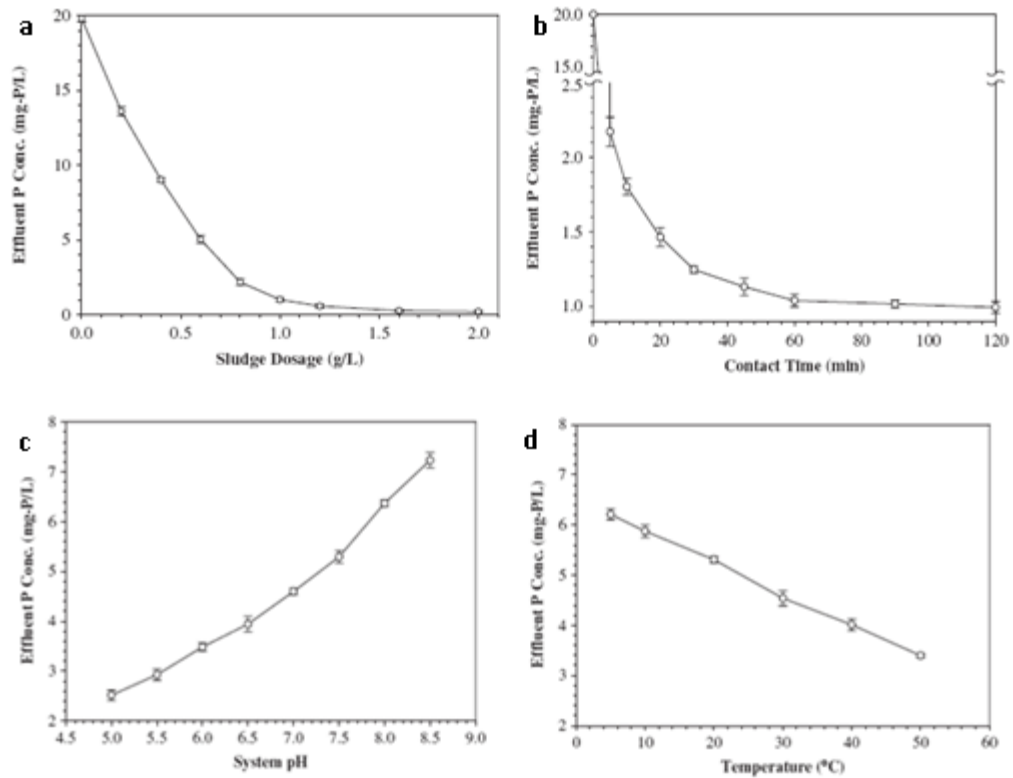 a
Effluent P Conc. (mg-P/L)
20
15
10
5
0
0.0 0.5 1.0 1.5 2.0
Sludge Dosage (g/L)
b
Effluent P Conc. (mg-P/L)
20.0
15.0
2.5
2.0
1.5
1.0
0 20 40 60 80 100 120
Contact Time (min)
c
Effluent P Conc. (mg-P/L)
8
7
6
5
4
3
2
4.5 5.0 5.5 6.0 6.5 7.0 7.5 8.0 8.5 9.0
System pH
d
Effluent P Conc. (mg-P/L)
8
6
5
4
2
0 10 20 30 40 50 60
Temperature (°C)